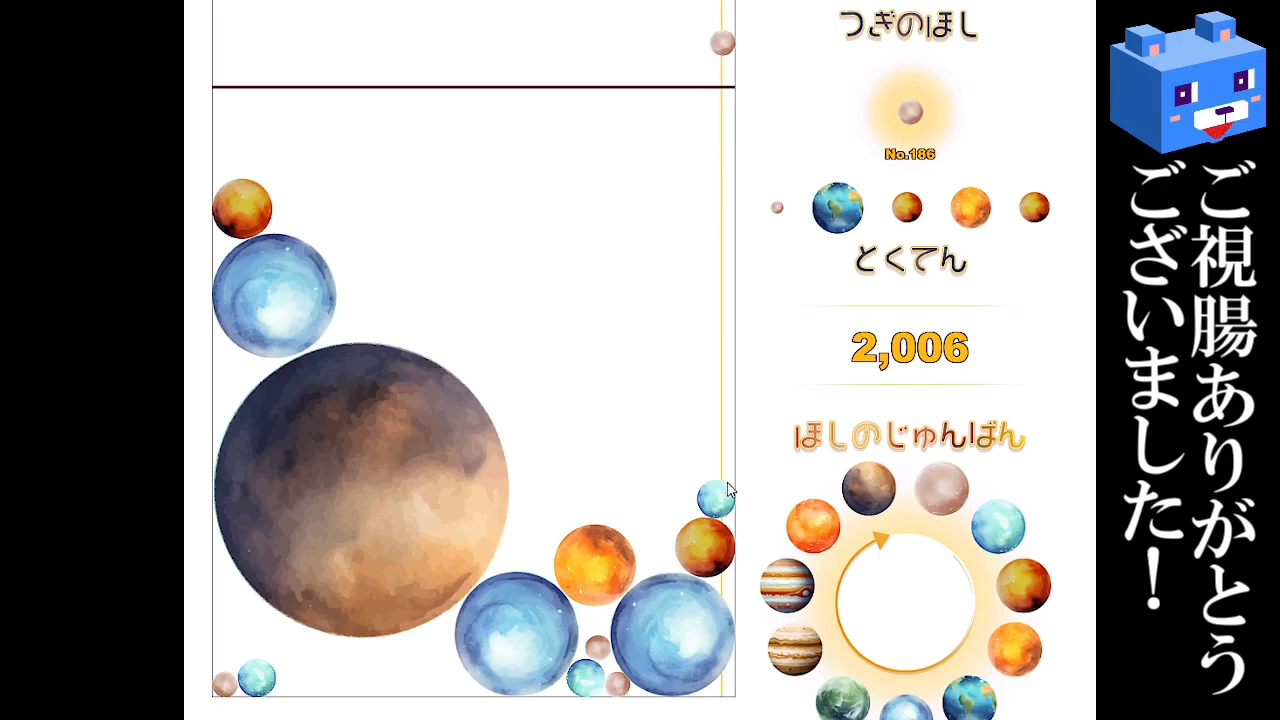 つぎのほし
No.186
とくてん
2,006
ほしのじゅんばん
ご視腸ありがとう
ございました！